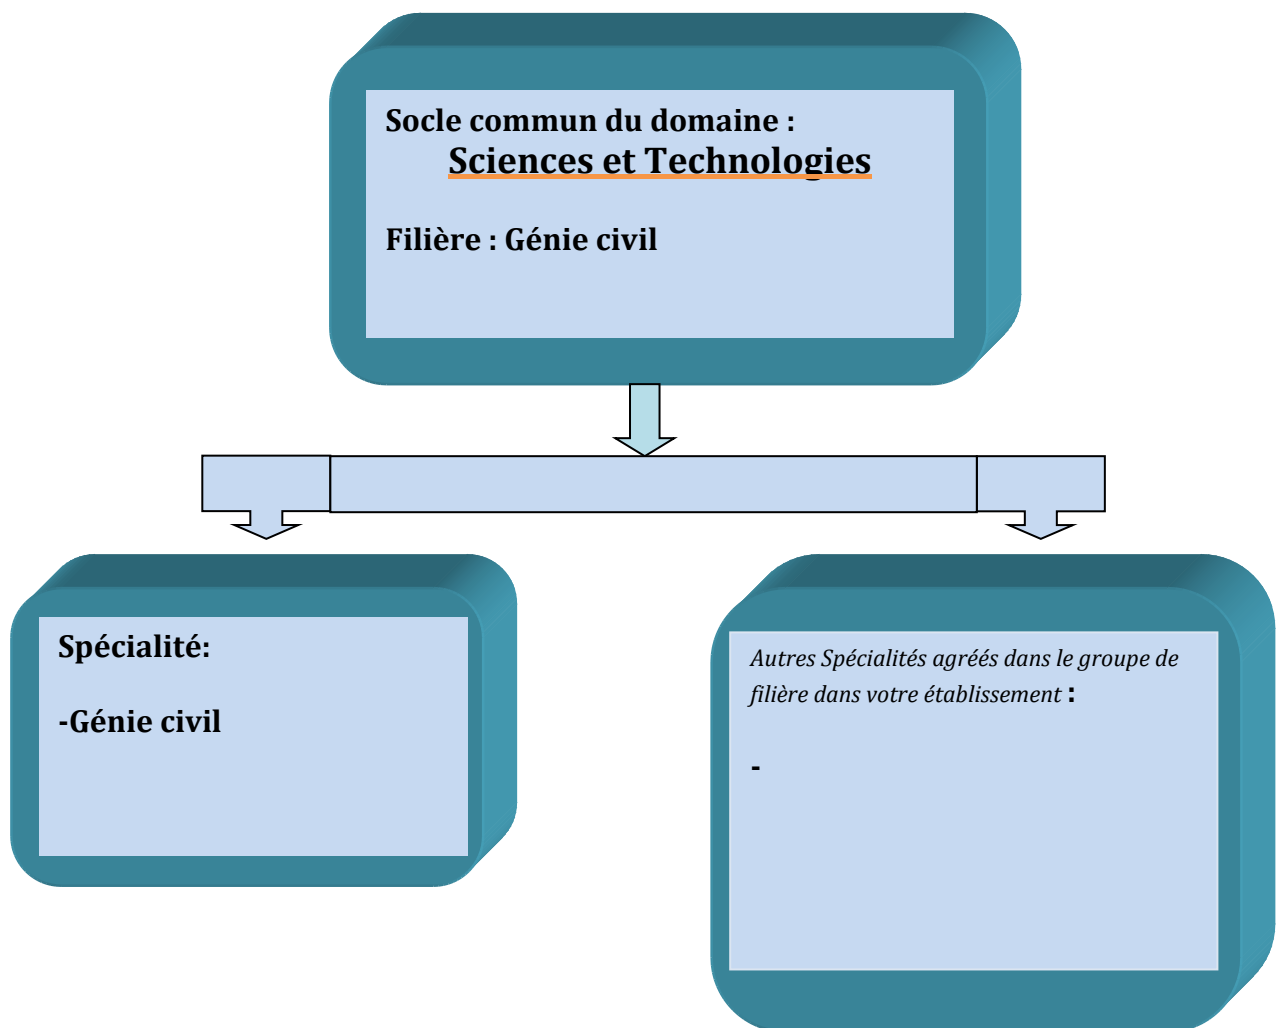 Socle commun du domaine :
Sciences et Technologies
Filière : Génie civil
Spécialité:
-Génie civil
Autres Spécialités agréés dans le groupe de
filière dans votre établissement :
-